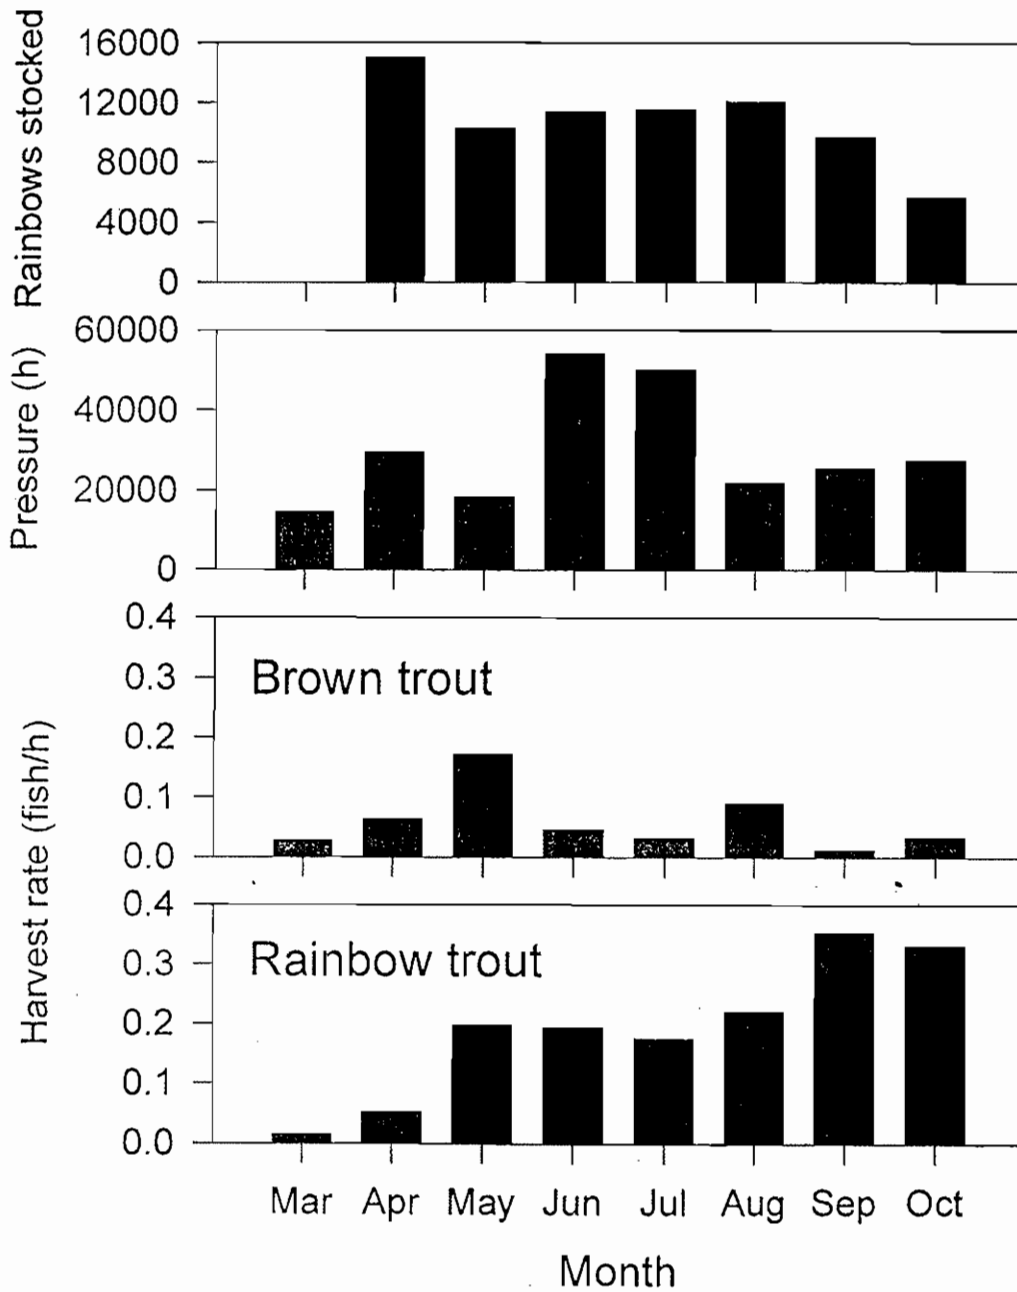 Rainbows stocked
16000
12000
8000
4000
0
Pressure (h)
60000
40000
20000
0
Harvest rate (fish/h)
0.4
0.3
0.2
0.1
0.0
Brown trout
0.4
0.3
0.2
0.1
0.0
Rainbow trout
Mar Apr May Jun Jul Aug Sep Oct
Month